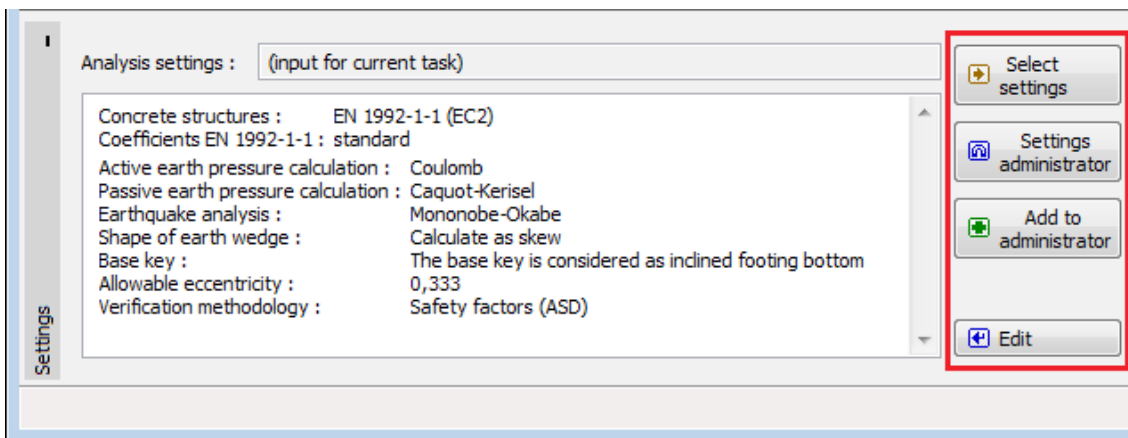 Analysis settings : (input for current task)
Concrete structures : EN 1992-1-1 (EC2)
Coefficients EN 1992-1-1 : standard
Active earth pressure calculation : Coulomb
Passive earth pressure calculation : Caquot-Kerisel
Earthquake analysis : Mononobe-Okabe
Shape of earth wedge : Calculate as skew
Base key : The base key is considered as inclined footing bottom
Allowable eccentricity : 0,333
Verification methodology : Safety factors (ASD)
Select
settings
Settings
administrator
Add to
administrator
Edit
Settings